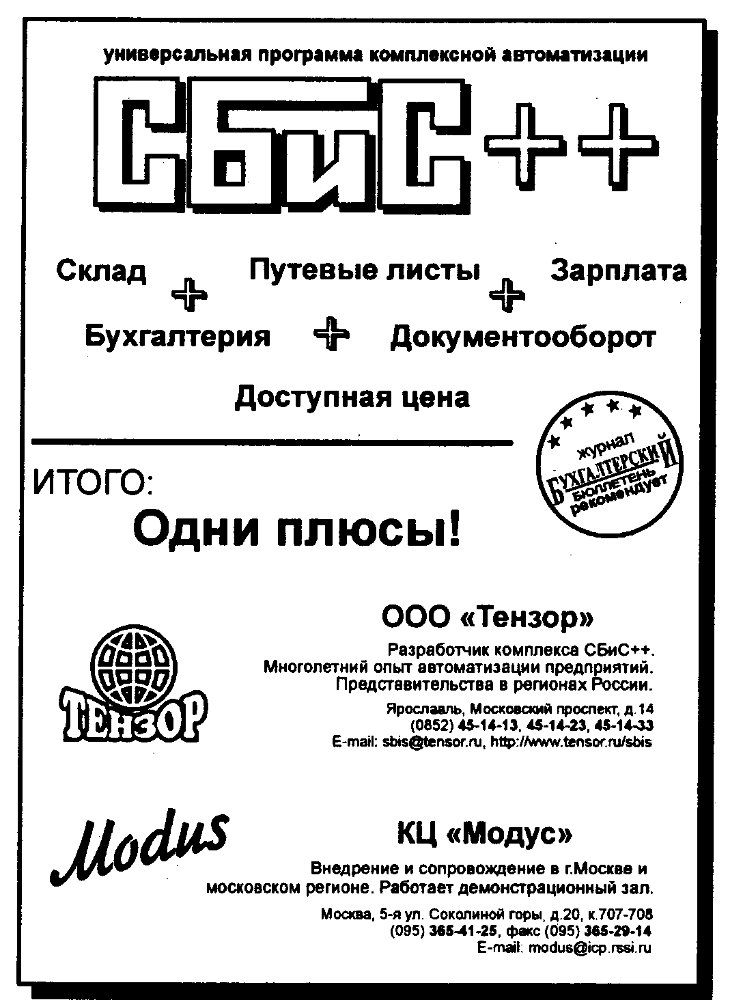 универсальная программа комплексной автоматизации
СБиС++
Склад + Путевые листы + Зарплата
Бухгалтерия + Документооборот
Доступная цена
журнал
БУХГАЛТЕРСКИЙ
БЮЛЛЕТЕНЬ
рекомендует
ИТОГО:
Одни плюсы!
ООО «Тензор»
Разработчик комплекса СБиС++.
Многолетний опыт автоматизации предприятий.
Представительства в регионах России.
ТЕНЗОР
Ярославль, Московский проспект, д.14
(0852) 45-14-13, 45-14-23, 45-14-33
E-mail: sbis@tensor.ru, http://www.tensor.ru/sbis
Modus
КЦ «Модус»
Внедрение и сопровождение в г.Москве и
московском регионе. Работает демонстрационный зал.
Москва, 5-я ул. Соколиной горы, д.20, к.707-708
(095) 365-41-25, факс (095) 365-29-14
E-mail: modus@icp.rssi.ru